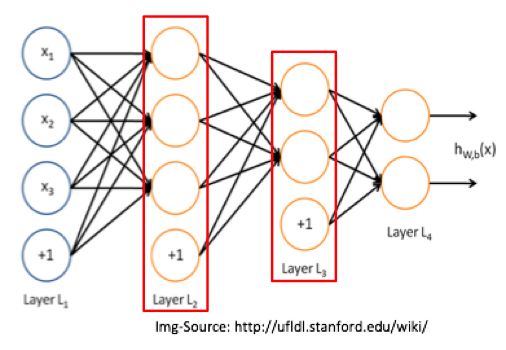 x₁
x₂
x₃
+1
Layer L₁
+1
Layer L₂
+1
Layer L₃
Layer L₄
h_W,b(x)
Img-Source: http://ufldl.stanford.edu/wiki/